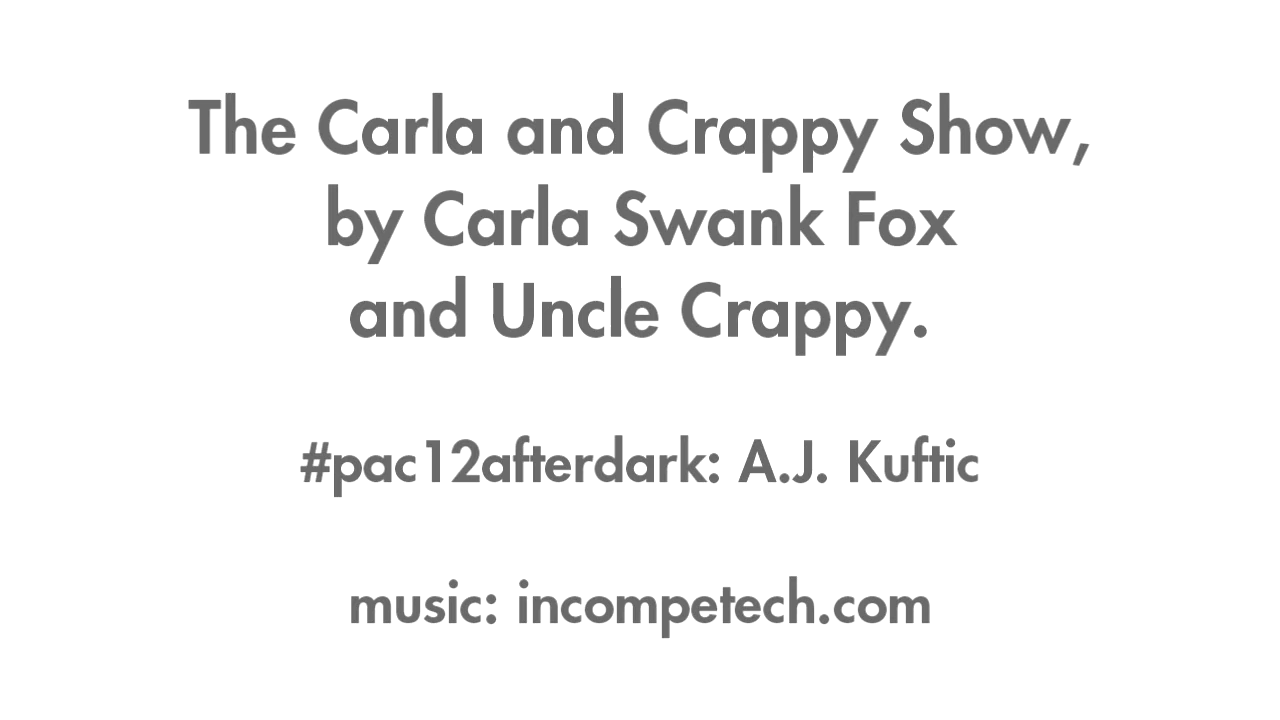 The Carla and Crappy Show,
by Carla Swank Fox
and Uncle Crappy.
#pac12afterdark: A.J. Kuftic
music: incompetech.com